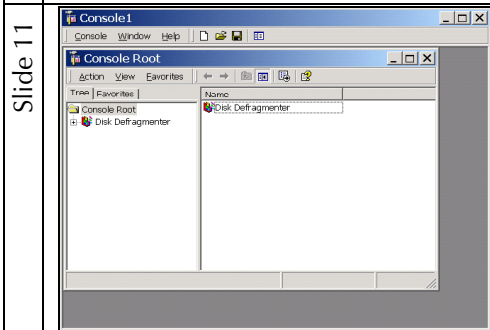 Slide 11
Console1
Console Window Help
Console Root
Action View Favorites
Tree Favorites
Name
Console Root
Disk Defragmenter
Disk Defragmenter